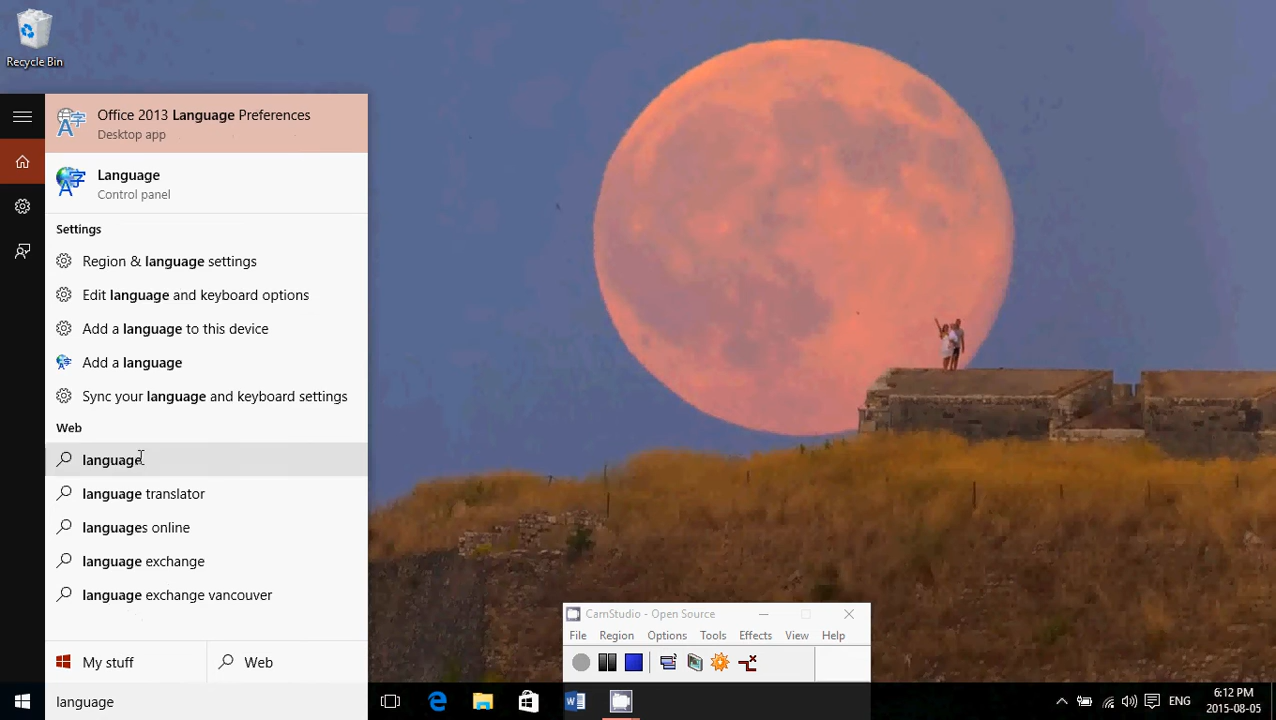 Recycle Bin
Office 2013 Language Preferences
Desktop app
Language
Control panel
Settings
Region & language settings
Edit language and keyboard options
Add a language to this device
Add a language
Sync your language and keyboard settings
Web
language
language translator
languages online
language exchange
language exchange vancouver
My stuff
Web
language
CamStudio - Open Source
File Region Options Tools Effects View Help
ENG
6:12 PM
2015-08-05